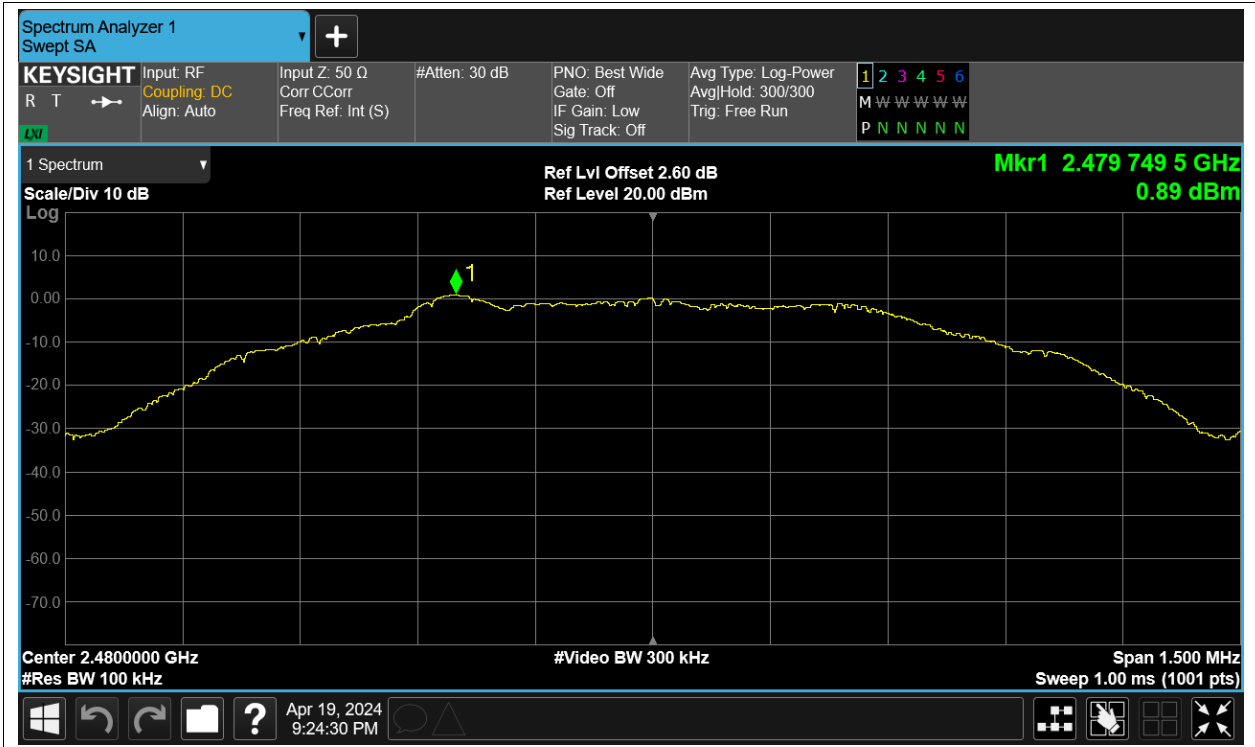 Spectrum Analyzer 1
Swept SA
KEYSIGHT
R T
LXI
Input: RF
Coupling: DC
Align: Auto
Input Z: 50 Ω
Corr CCorr
Freq Ref: Int (S)
#Atten: 30 dB
PNO: Best Wide
Gate: Off
IF Gain: Low
Sig Track: Off
Avg Type: Log-Power
Avg|Hold: 300/300
Trig: Free Run
1 2 3 4 5 6
M W W W W W
P N N N N N
1 Spectrum
Scale/Div 10 dB
Log
Ref Lvl Offset 2.60 dB
Ref Level 20.00 dBm
Mkr1 2.479 749 5 GHz
0.89 dBm
1
10.0
0.00
-10.0
-20.0
-30.0
-40.0
-50.0
-60.0
-70.0
Center 2.4800000 GHz
#Res BW 100 kHz
#Video BW 300 kHz
Span 1.500 MHz
Sweep 1.00 ms (1001 pts)
?
Apr 19, 2024
9:24:30 PM